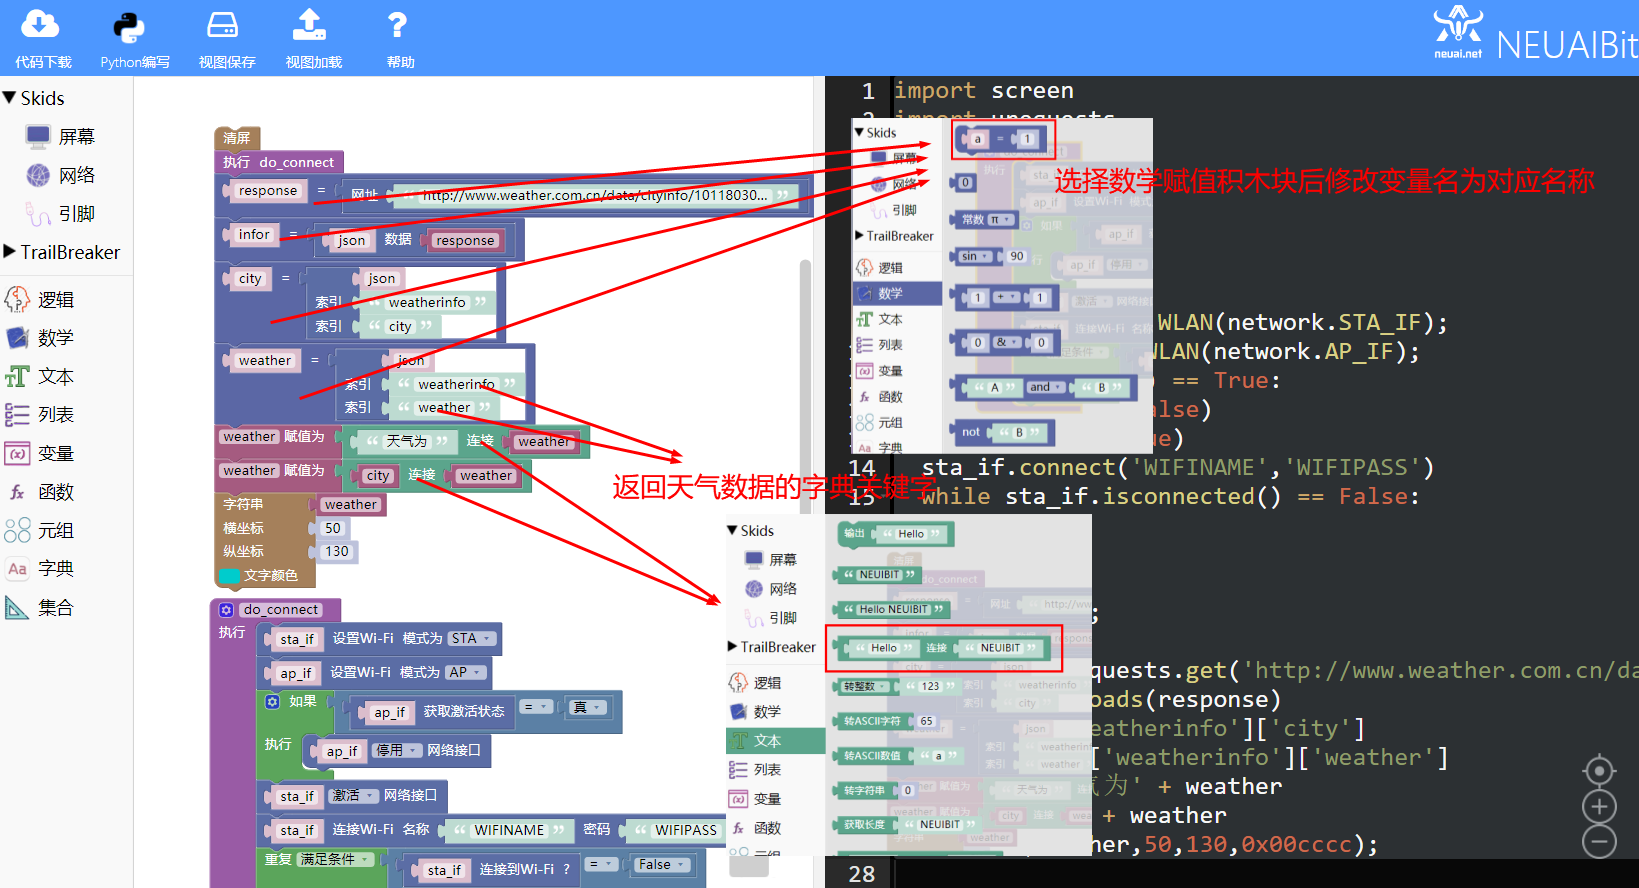 代码下载 Python编写 视图保存 视图加载 帮助
neuai.net NEUAIBit
Skids
屏幕
网络
引脚
TrailBreaker
逻辑
数学
文本
列表
变量
函数
元组
字典
集合
清屏
执行 do_connect
response = 网址 “ http://www.weather.com.cn/data/cityinfo/10118030... ”
infor = json 数据 response
city = json
索引 “ weatherinfo ”
索引 “ city ”
weather = json
索引 “ weatherinfo ”
索引 “ weather ”
weather 赋值为 “ 天气为 ” 连接 weather
weather 赋值为 city 连接 weather
字符串 weather
横坐标 50
纵坐标 130
文字颜色
do_connect
执行 sta_if 设置Wi-Fi 模式为 STA
ap_if 设置Wi-Fi 模式为 AP
如果 ap_if 获取激活状态 = 真
执行 ap_if 停用 网络接口
sta_if 激活 网络接口
sta_if 连接Wi-Fi 名称 “ WIFINAME ” 密码 “ WIFIPASS
重复 满足条件 sta_if 连接到Wi-Fi ? = False
1 import screen
Skids
屏幕
网络
引脚
TrailBreaker
逻辑
数学
文本
列表
变量
函数
元组
字典
a = 1
0
常数 π
sin 90
1 + 1
0 & 0
“ A ” and “ B ”
not “ B ”
选择数学赋值积木块后修改变量名为对应名称
WLAN(network.STA_IF);
WLAN(network.AP_IF);
) == True:
alse)
ue)
14 sta_if.connect('WIFINAME','WIFIPASS')
15 while sta_if.isconnected() == False:
返回天气数据的字典关键字
Skids
屏幕
网络
引脚
TrailBreaker
逻辑
数学
文本
列表
变量
函数
输出 “ Hello ”
“ NEUIBIT ”
“ Hello NEUIBIT ”
“ Hello ” 连接 “ NEUIBIT ”
转整数 “ 123 ”
转ASCII字符 65
转ASCII数值 “ a ”
转字符串 0
获取长度 “ NEUIBIT ”
;
quests.get('http://www.weather.com.cn/da
oads(response)
eatherinfo']['city']
['weatherinfo']['weather']
为' + weather
+ weather
her,50,130,0x00cccc);
28